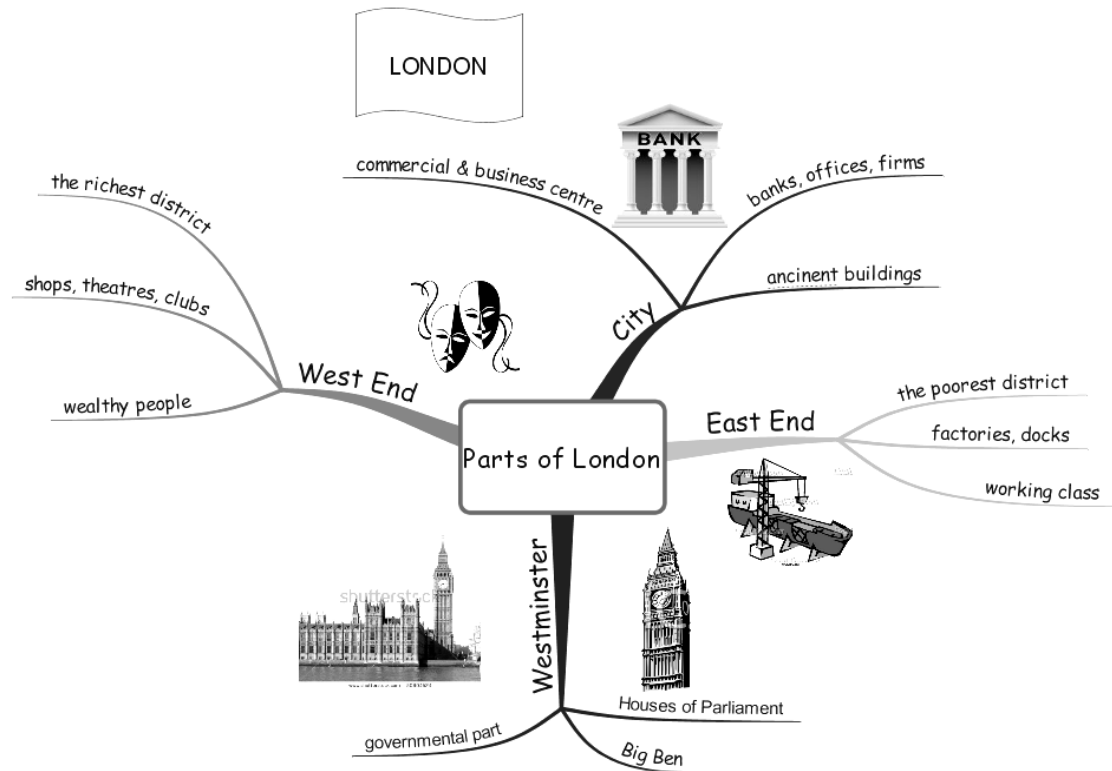 LONDON
BANK
commercial & business centre
banks, offices, firms
ancinent buildings
City
the richest district
shops, theatres, clubs
wealthy people
West End
Parts of London
East End
the poorest district
factories, docks
working class
Westminster
shutterst
Houses of Parliament
governmental part
Big Ben